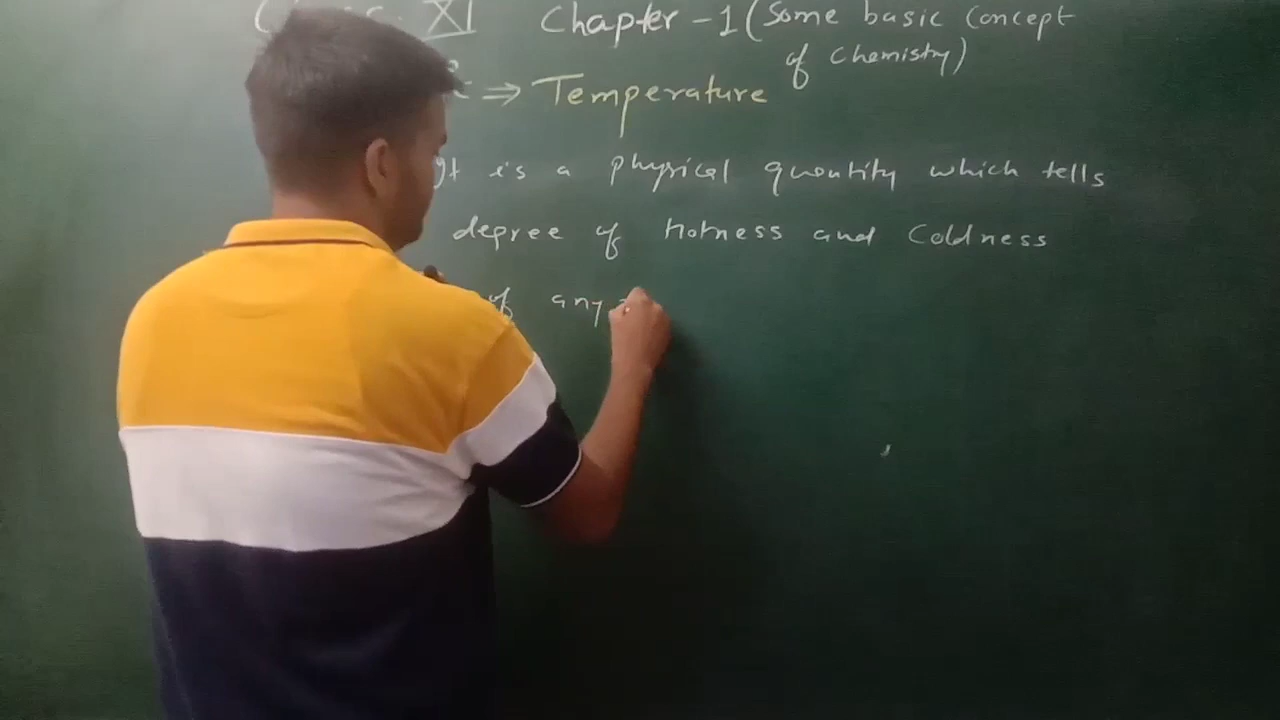 XI Chapter - 1 (Some basic Concept
of Chemistry)
⇒ Temperature
It is a physical quantity which tells
degree of hotness and Coldness
of any